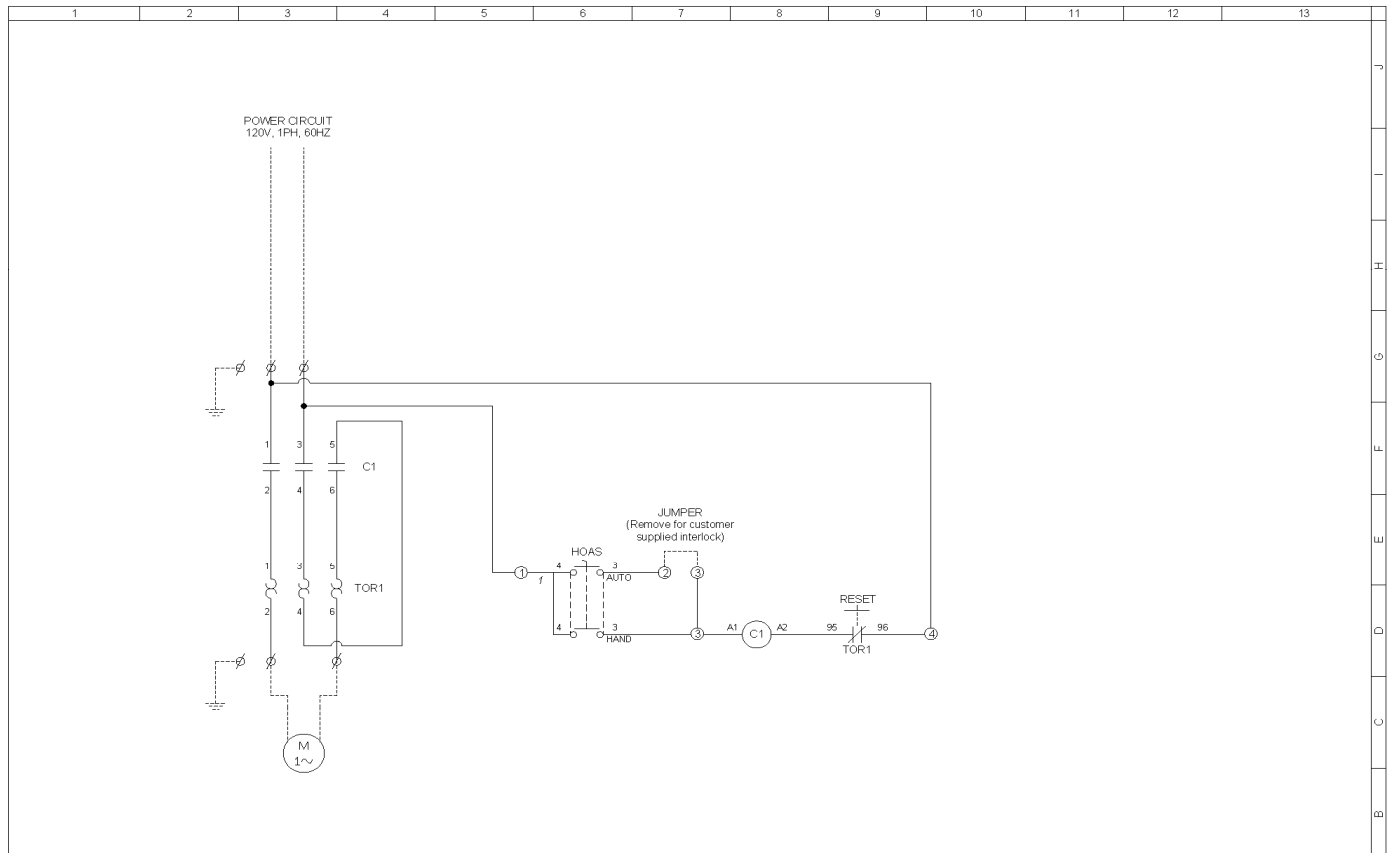 1 2 3 4 5 6 7 8 9 10 11 12 13
J
POWER CIRCUIT
120V, 1PH, 60HZ
I
H
G
1 3 5
F
C1
2 4 6
JUMPER
(Remove for customer
supplied interlock)
E
HOAS
1 3 5
4 3
1 1 AUTO 2 3
TOR1
RESET
2 4 6
4 3 A1 A2 95 96
HAND 3 C1 4
D
TOR1
C
M
1~
B